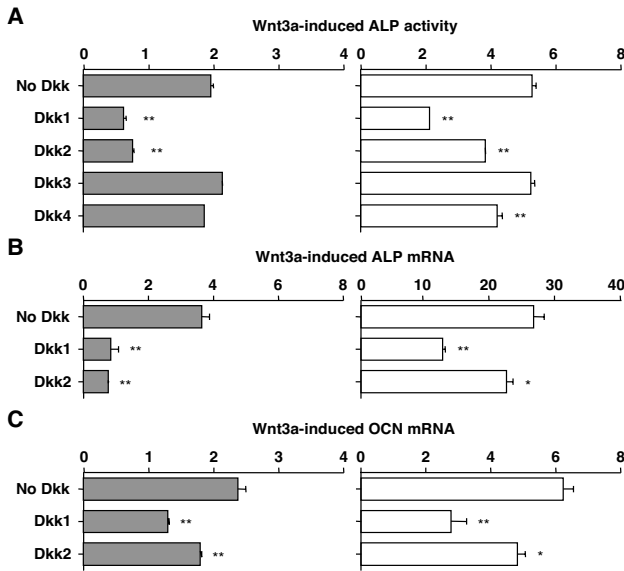 A
Wnt3a-induced ALP activity
0 1 2 3 4 0 2 4 6 8
No Dkk
Dkk1 ** **
Dkk2 ** **
Dkk3
Dkk4 **
B
Wnt3a-induced ALP mRNA
0 2 4 6 8 0 10 20 30 40
No Dkk
Dkk1 ** **
Dkk2 ** *
C
Wnt3a-induced OCN mRNA
0 1 2 3 4 0 2 4 6 8
No Dkk
Dkk1 ** **
Dkk2 ** *